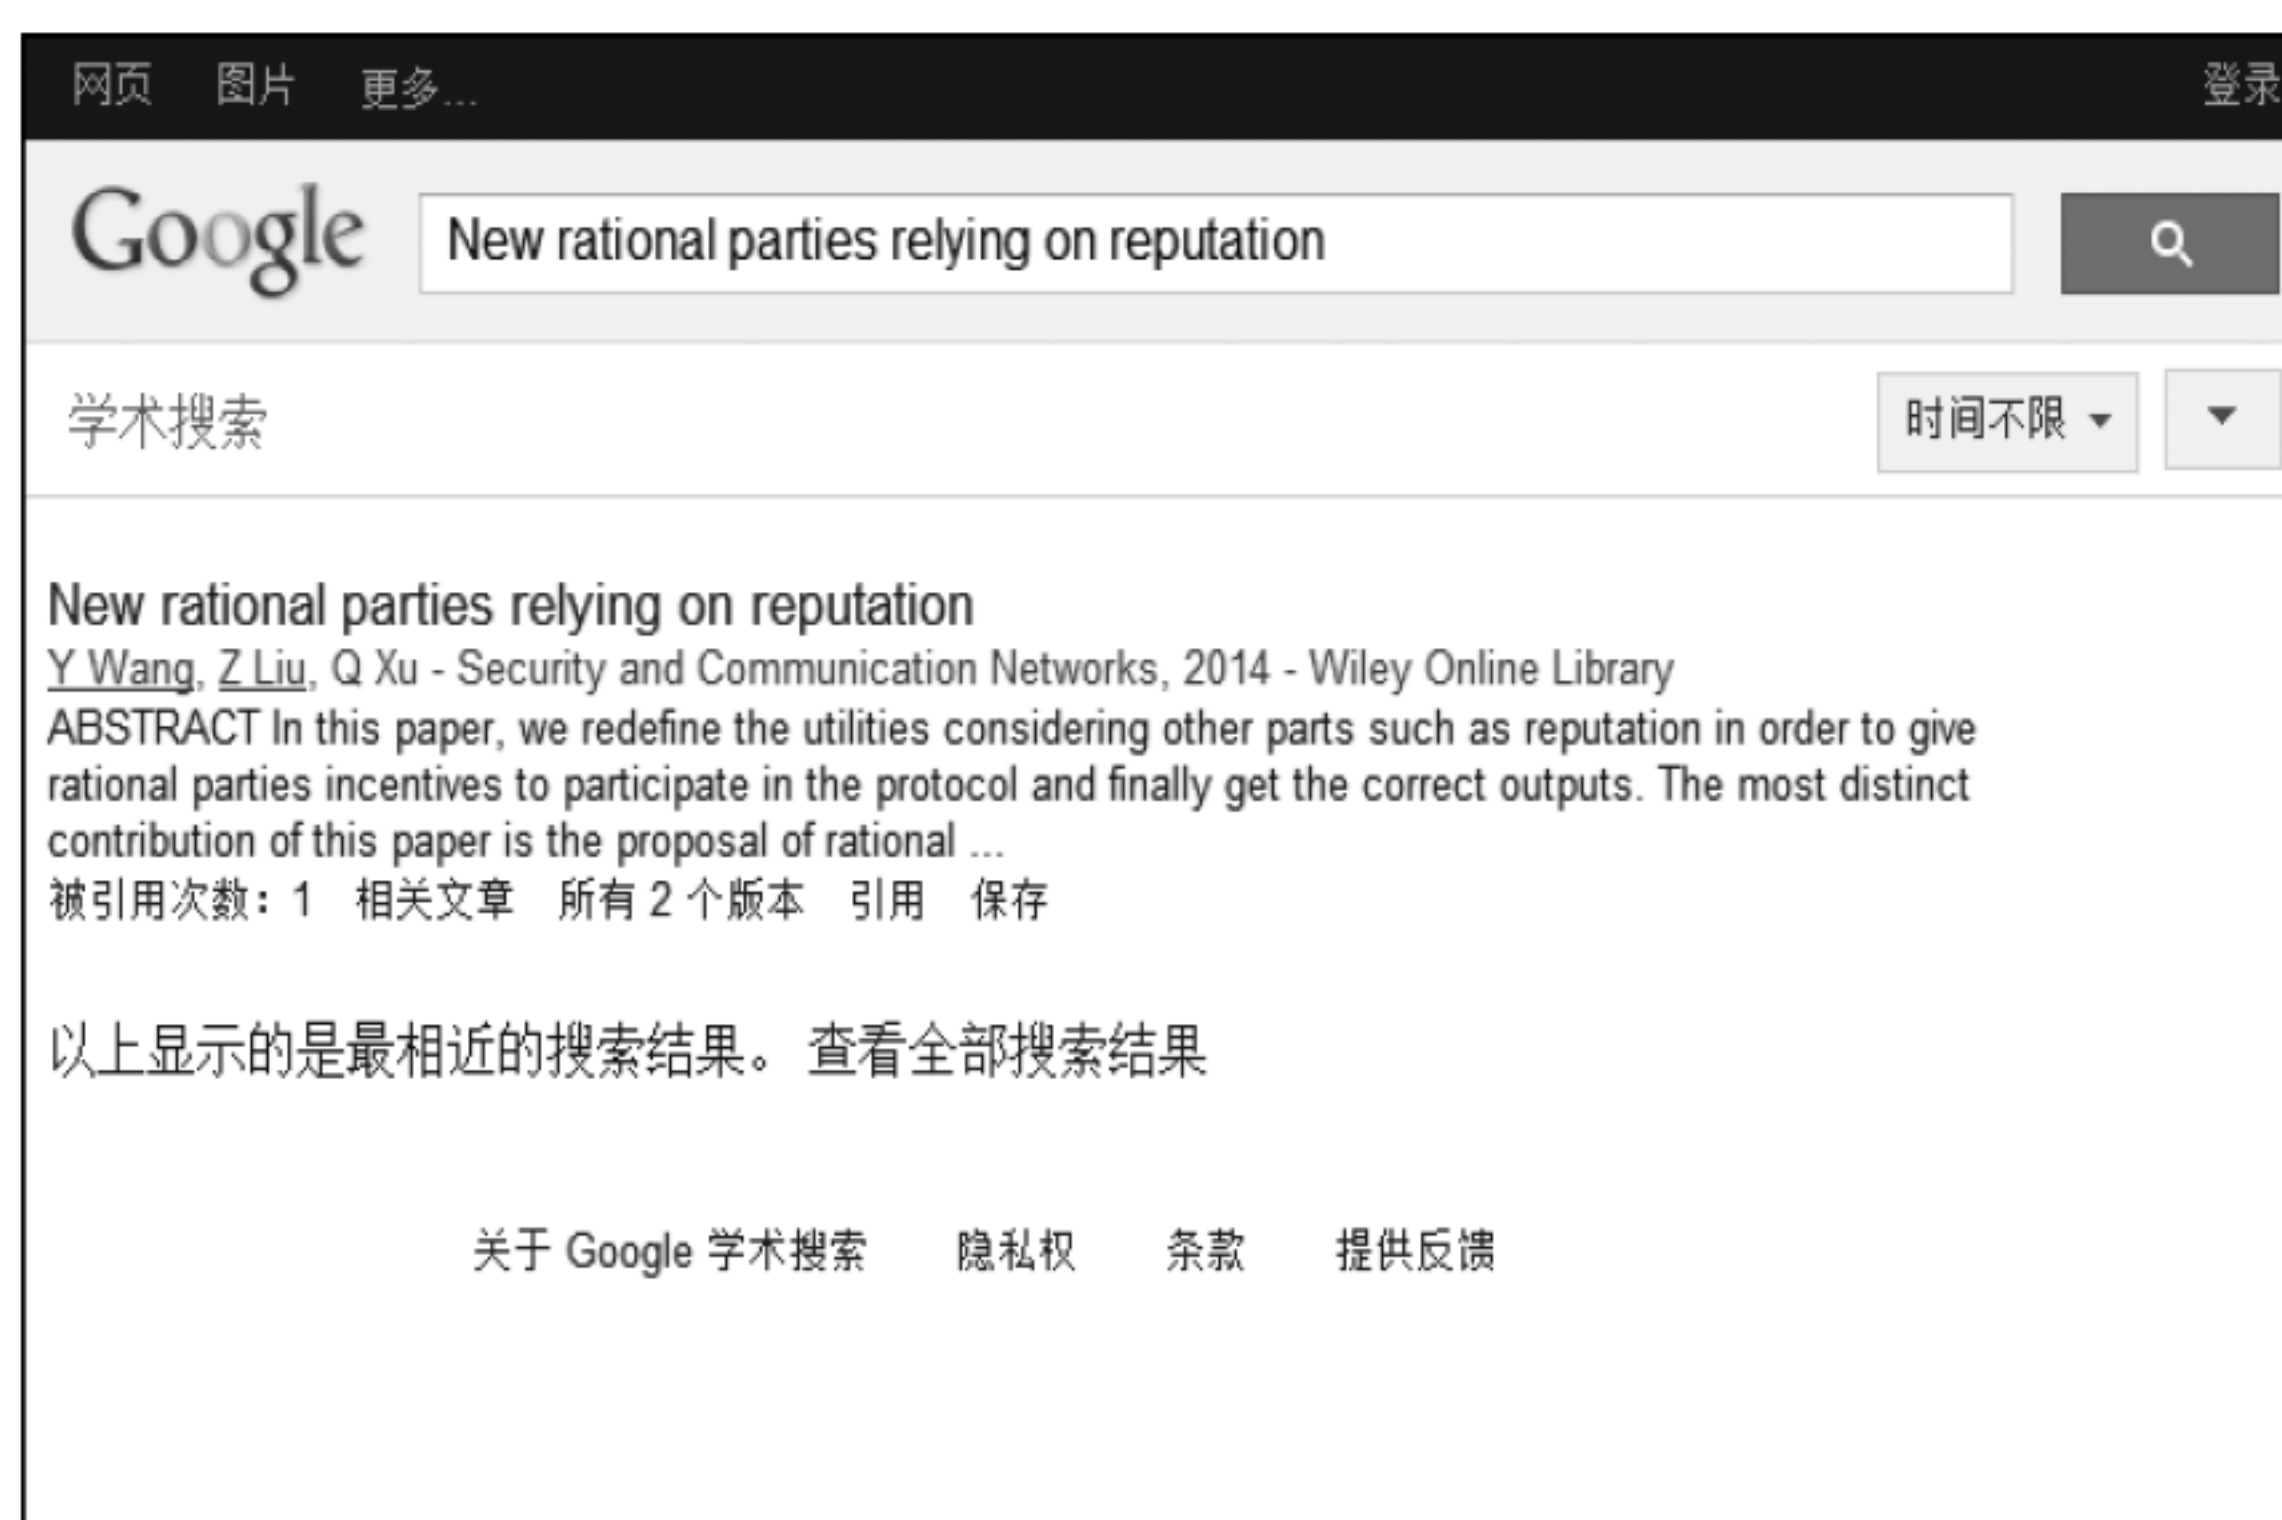 网页 图片 更多... 登录
Google New rational parties relying on reputation
学术搜索 时间不限
New rational parties relying on reputation
Y Wang, Z Liu, Q Xu - Security and Communication Networks, 2014 - Wiley Online Library
ABSTRACT In this paper, we redefine the utilities considering other parts such as reputation in order to give
rational parties incentives to participate in the protocol and finally get the correct outputs. The most distinct
contribution of this paper is the proposal of rational ...
被引用次数：1 相关文章 所有 2 个版本 引用 保存
以上显示的是最相近的搜索结果。 查看全部搜索结果
关于 Google 学术搜索 隐私权 条款 提供反馈